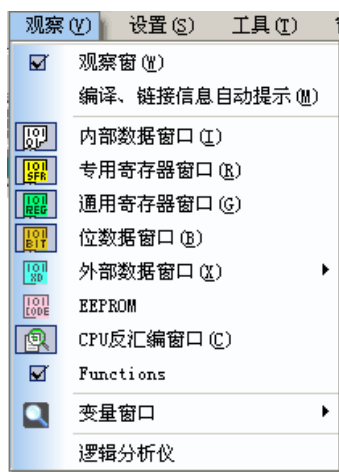 观察(V) 设置(S) 工具(T)
观察窗(W)
编译、链接信息自动提示(M)
内部数据窗口(I)
专用寄存器窗口(R)
通用寄存器窗口(G)
位数据窗口(B)
外部数据窗口(X)
EEPROM
CPU反汇编窗口(C)
Functions
变量窗口
逻辑分析仪